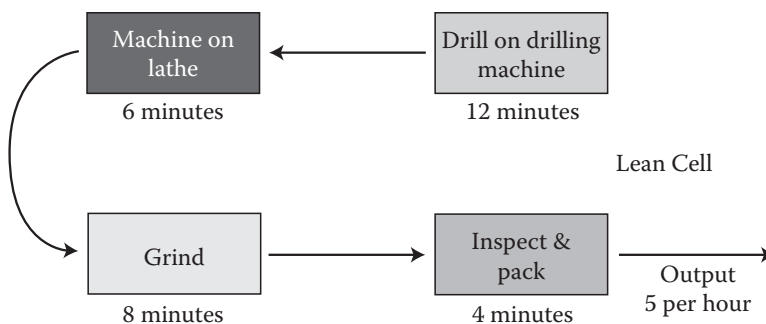 Machine on
lathe
6 minutes
Drill on drilling
machine
12 minutes
Lean Cell
Grind
8 minutes
Inspect &
pack
4 minutes
Output
5 per hour